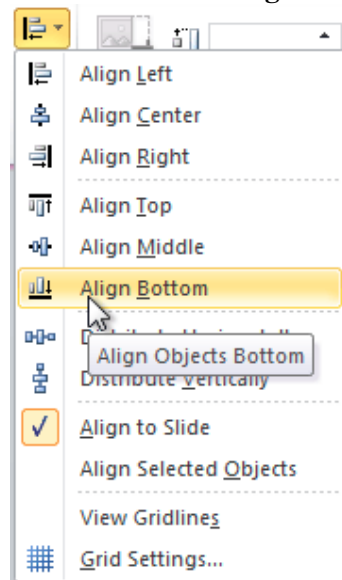 Align Left
Align Center
Align Right
Align Top
Align Middle
Align Bottom
Align Objects Bottom
Distribute Vertically
Align to Slide
Align Selected Objects
View Gridlines
Grid Settings...